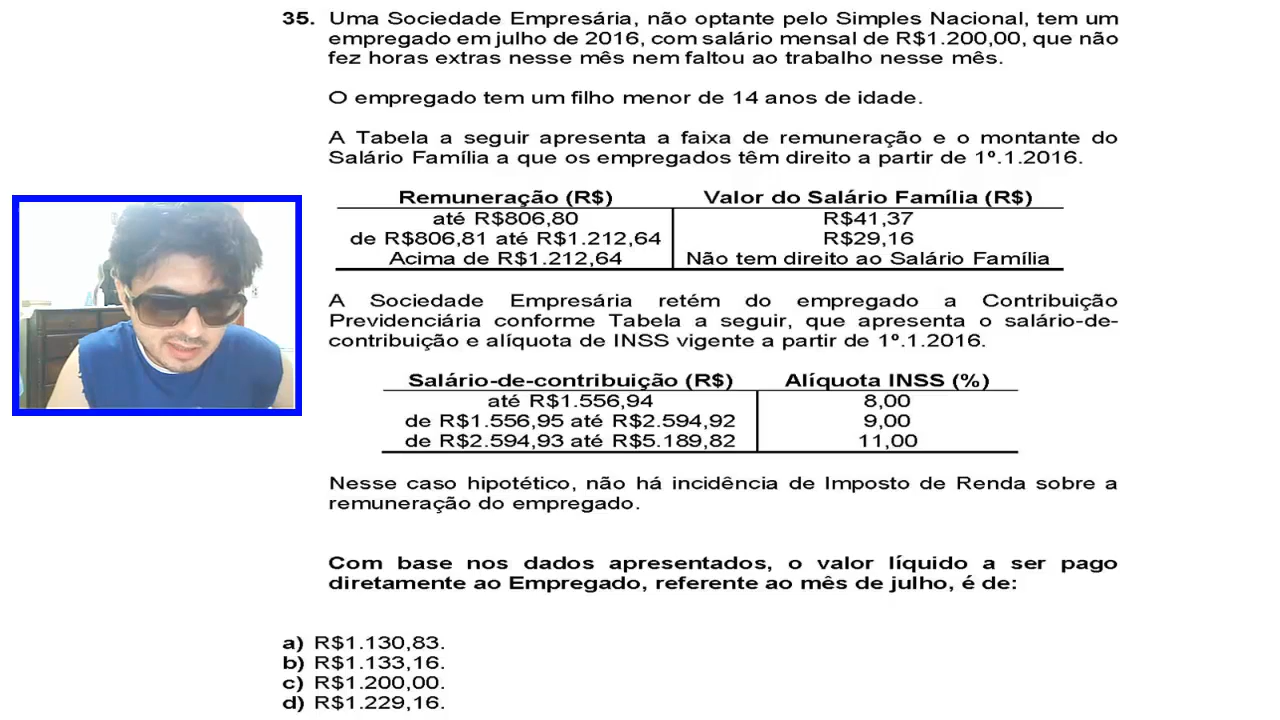 35. Uma Sociedade Empresária, não optante pelo Simples Nacional, tem um
empregado em julho de 2016, com salário mensal de R$1.200,00, que não
fez horas extras nesse mês nem faltou ao trabalho nesse mês.
O empregado tem um filho menor de 14 anos de idade.
A Tabela a seguir apresenta a faixa de remuneração e o montante do
Salário Família a que os empregados têm direito a partir de 1º.1.2016.
Remuneração (R$) Valor do Salário Família (R$)
até R$806,80 R$41,37
de R$806,81 até R$1.212,64 R$29,16
Acima de R$1.212,64 Não tem direito ao Salário Família
A Sociedade Empresária retém do empregado a Contribuição
Previdenciária conforme Tabela a seguir, que apresenta o salário-de-
contribuição e alíquota de INSS vigente a partir de 1º.1.2016.
Salário-de-contribuição (R$) Alíquota INSS (%)
até R$1.556,94 8,00
de R$1.556,95 até R$2.594,92 9,00
de R$2.594,93 até R$5.189,82 11,00
Nesse caso hipotético, não há incidência de Imposto de Renda sobre a
remuneração do empregado.
Com base nos dados apresentados, o valor líquido a ser pago
diretamente ao Empregado, referente ao mês de julho, é de:
a) R$1.130,83.
b) R$1.133,16.
c) R$1.200,00.
d) R$1.229,16.